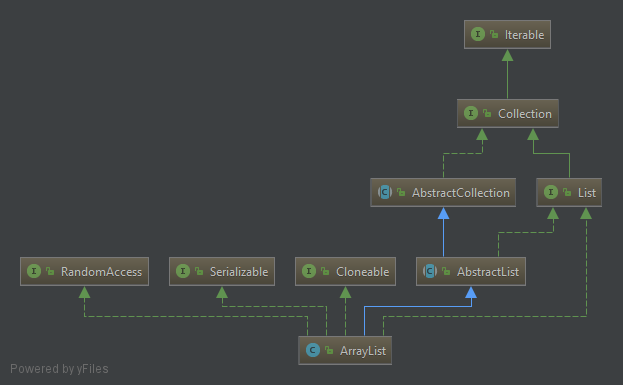 I Iterable
I Collection
C AbstractCollection
I List
I RandomAccess
I Serializable
I Cloneable
C AbstractList
C ArrayList
Powered by yFiles